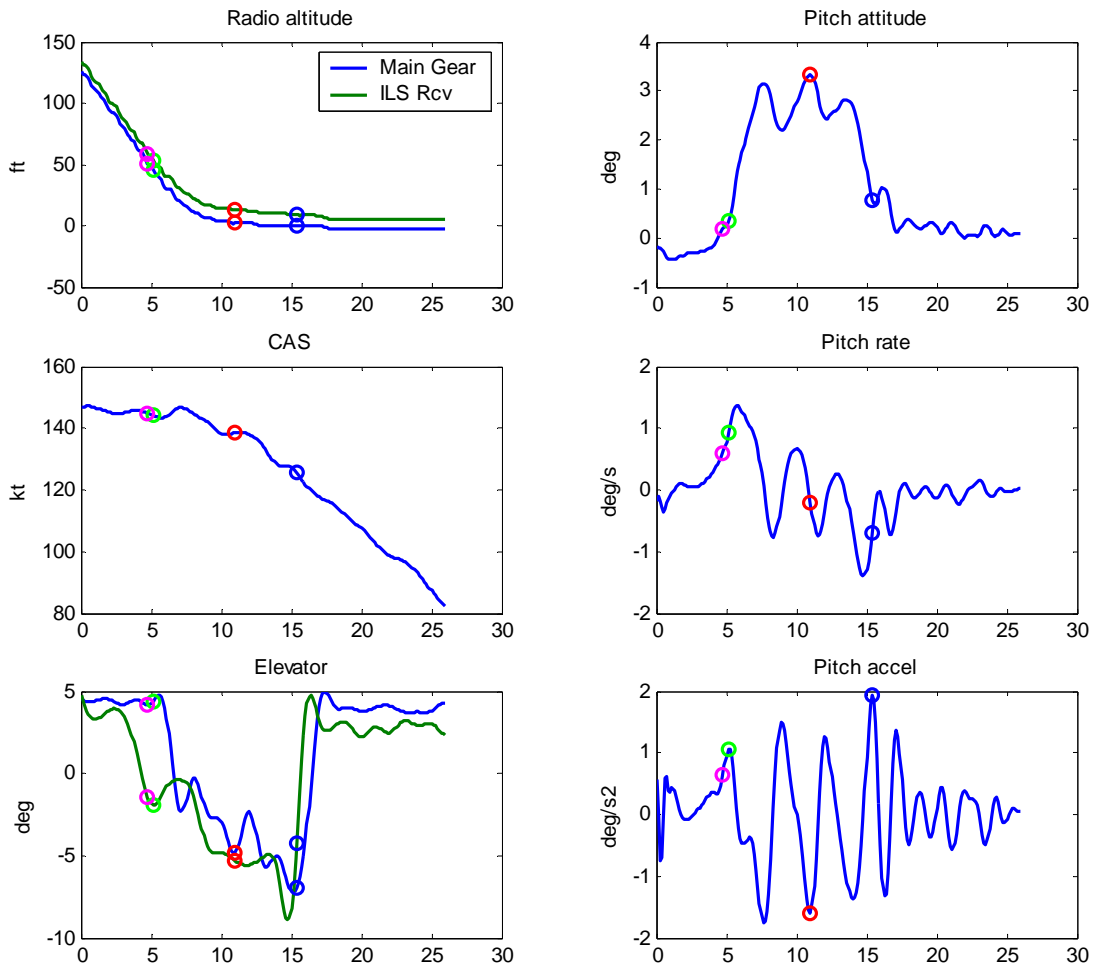 Radio altitude
150
100
50
0
-50
ft
Main Gear
ILS Rcv
0 5 10 15 20 25 30
Pitch attitude
4
3
2
1
0
-1
deg
0 5 10 15 20 25 30
CAS
160
140
120
100
80
kt
0 5 10 15 20 25 30
Pitch rate
2
1
0
-1
-2
deg/s
0 5 10 15 20 25 30
Elevator
5
0
-5
-10
deg
0 5 10 15 20 25 30
Pitch accel
2
1
0
-1
-2
deg/s2
0 5 10 15 20 25 30